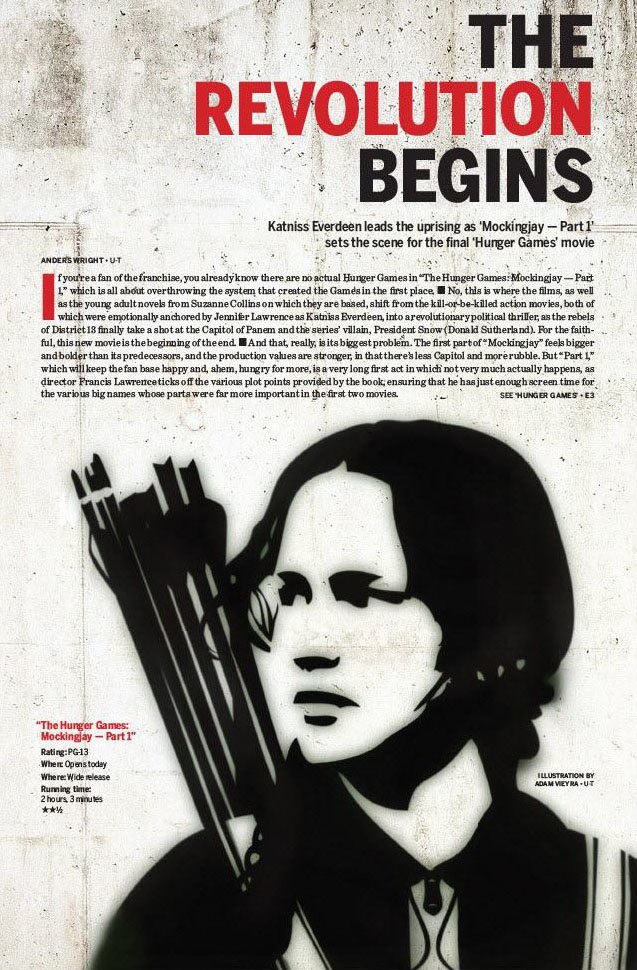 THE
REVOLUTION
BEGINS
Katniss Everdeen leads the uprising as ‘Mockingjay — Part 1’
sets the scene for the final ‘Hunger Games’ movie
ANDERS WRIGHT • U-T
If you’re a fan of the franchise, you already know there are no actual Hunger Games in “The Hunger Games: Mockingjay — Part
1,” which is all about overthrowing the system that created the Games in the first place. ■ No, this is where the films, as well
as the young adult novels from Suzanne Collins on which they are based, shift from the kill-or-be-killed action movies, both of
which were emotionally anchored by Jennifer Lawrence as Katniss Everdeen, into a revolutionary political thriller, as the rebels
of District 13 finally take a shot at the Capitol of Panem and the series’ villain, President Snow (Donald Sutherland). For the faith-
ful, this new movie is the beginning of the end. ■ And that, really, is its biggest problem. The first part of “Mockingjay” feels bigger
and bolder than its predecessors, and the production values are stronger, in that there’s less Capitol and more rubble. But “Part 1,”
which will keep the fan base happy and, ahem, hungry for more, is a very long first act in which not very much actually happens, as
director Francis Lawrence ticks off the various plot points provided by the book, ensuring that he has just enough screen time for
the various big names whose parts were far more important in the first two movies.
SEE ‘HUNGER GAMES’ • E3
“The Hunger Games:
Mockingjay — Part 1”
Rating: PG-13
When: Opens today
Where: Wide release
Running time:
2 hours, 3 minutes
★★½
ILLUSTRATION BY
ADAM VIEYRA • U-T